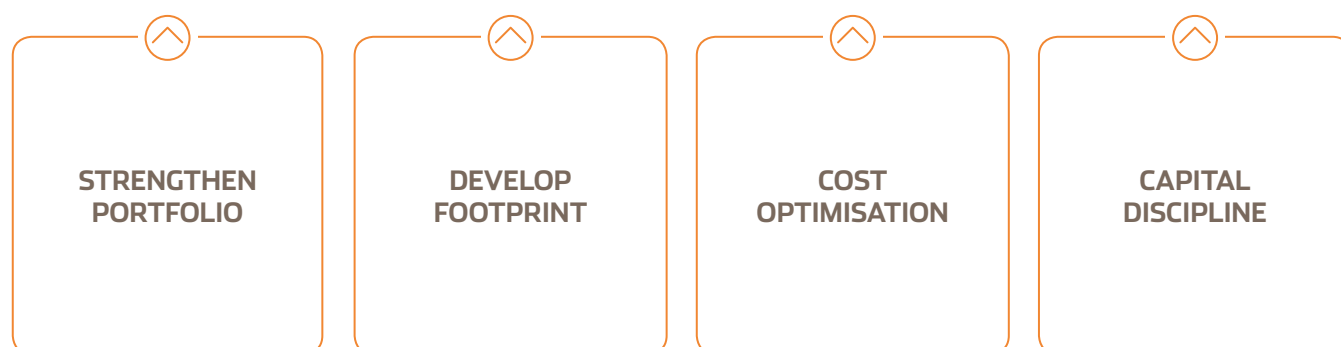 STRENGTHEN
PORTFOLIO
DEVELOP
FOOTPRINT
COST
OPTIMISATION
CAPITAL
DISCIPLINE